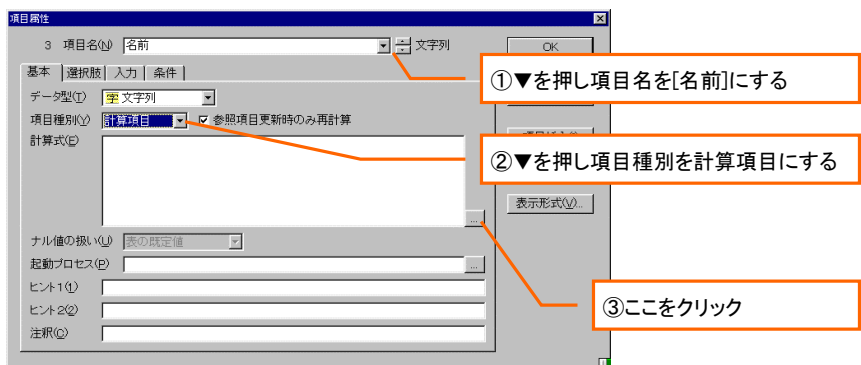 項目属性
3 項目名(N) 名前 文字列
OK
①▼を押し項目名を[名前]にする
基本 選択肢 入力 条件
データ型(T) 字 文字列
項目種別(Y) 計算項目 参照項目更新時のみ再計算
計算式(E)
②▼を押し項目種別を計算項目にする
表示形式(V)...
...
ナル値の扱い(U) 表の既定値
起動プロセス(P) ...
ヒント1(1)
③ここをクリック
ヒント2(2)
注釈(C)